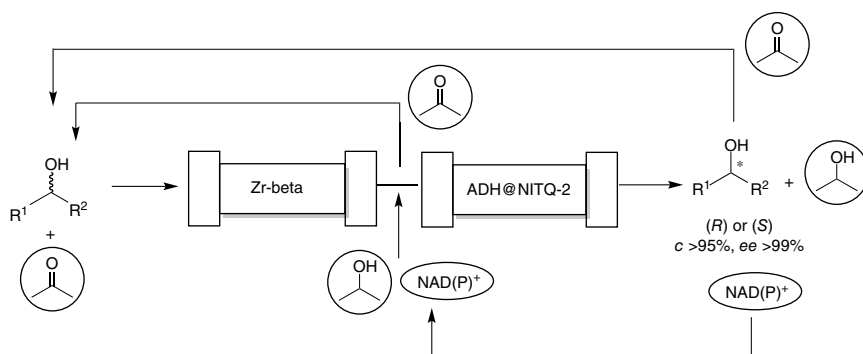 O
O
OH
R1 R2
+
O
Zr-beta
ADH@NITQ-2
OH
NAD(P)+
OH
*
R1 R2
+
OH
(R) or (S)
c >95%, ee >99%
NAD(P)+